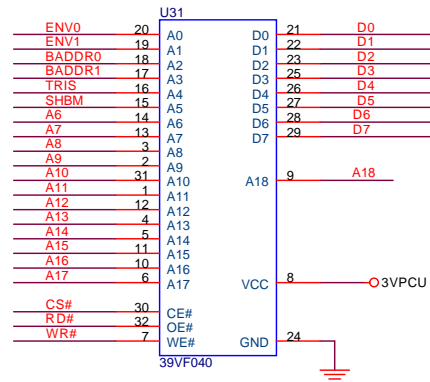 U31
ENV0 20 A0 D0 21 D0
ENV1 19 A1 D1 22 D1
BADDR0 18 A2 D2 23 D2
BADDR1 17 A3 D3 25 D3
TRIS 16 A4 D4 26 D4
SHBM 15 A5 D5 27 D5
A6 14 A6 D6 28 D6
A7 13 A7 D7 29 D7
A8 3 A8
A9 2 A9
A10 31 A10 A18 9 A18
A11 1 A11
A12 12 A12
A13 4 A13
A14 5 A14
A15 11 A15
A16 10 A16
A17 6 A17 VCC 8 3VPCU
CS# 30 CE#
RD# 32 OE#
WR# 7 WE# GND 24
39VF040